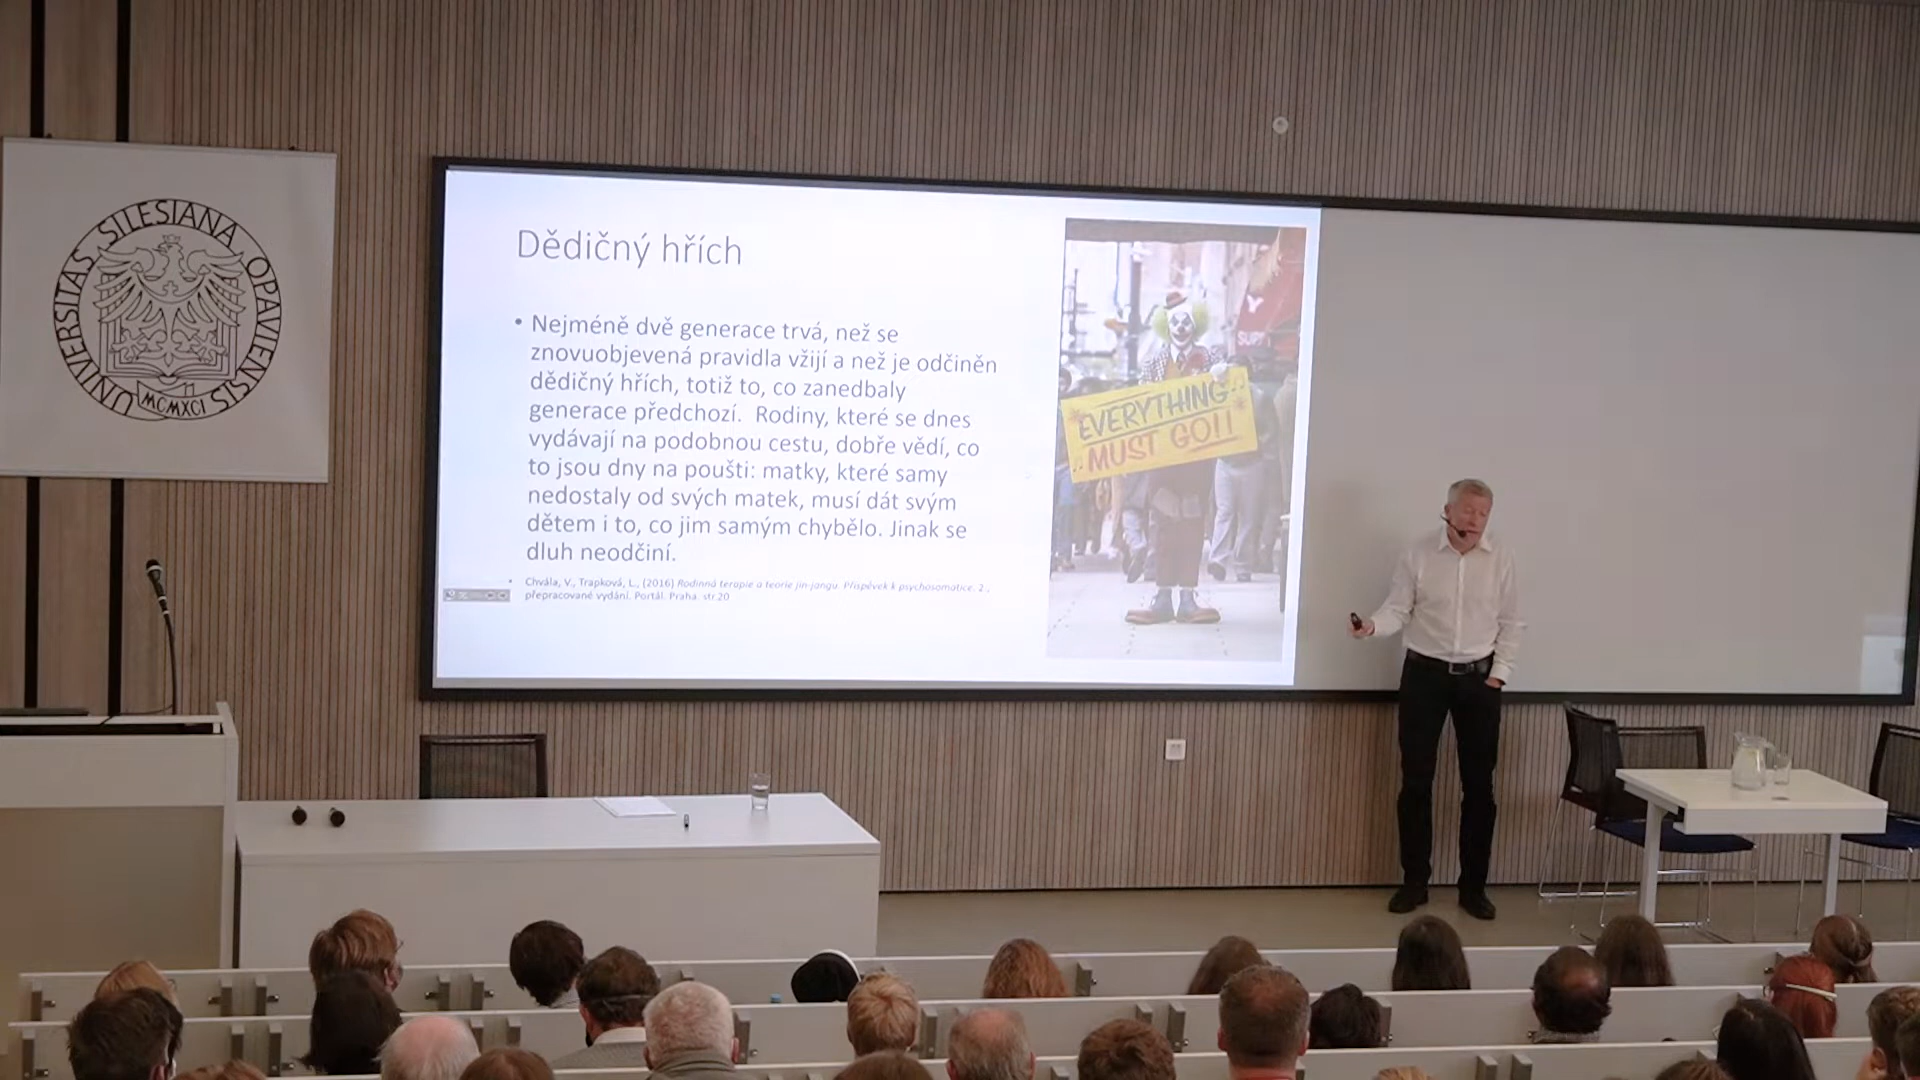 UNIVERSITAS SILESIANA OPAVIENSIS
MCMXCI
Dědičný hřích
• Nejméně dvě generace trvá, než se
znovuobjevená pravidla vžijí a než je odčiněn
dědičný hřích, totiž to, co zanedbaly
generace předchozí. Rodiny, které se dnes
vydávají na podobnou cestu, dobře vědí, co
to jsou dny na poušti: matky, které samy
nedostaly od svých matek, musí dát svým
dětem i to, co jim samým chybělo. Jinak se
dluh neodčiní.
• Chvála, V., Trapková, L., (2016) Rodinná terapie a teorie jin-jangu. Příspěvek k psychosomatice. 2.,
přepracované vydání. Portál. Praha. str.20
EVERYTHING
MUST GO!!